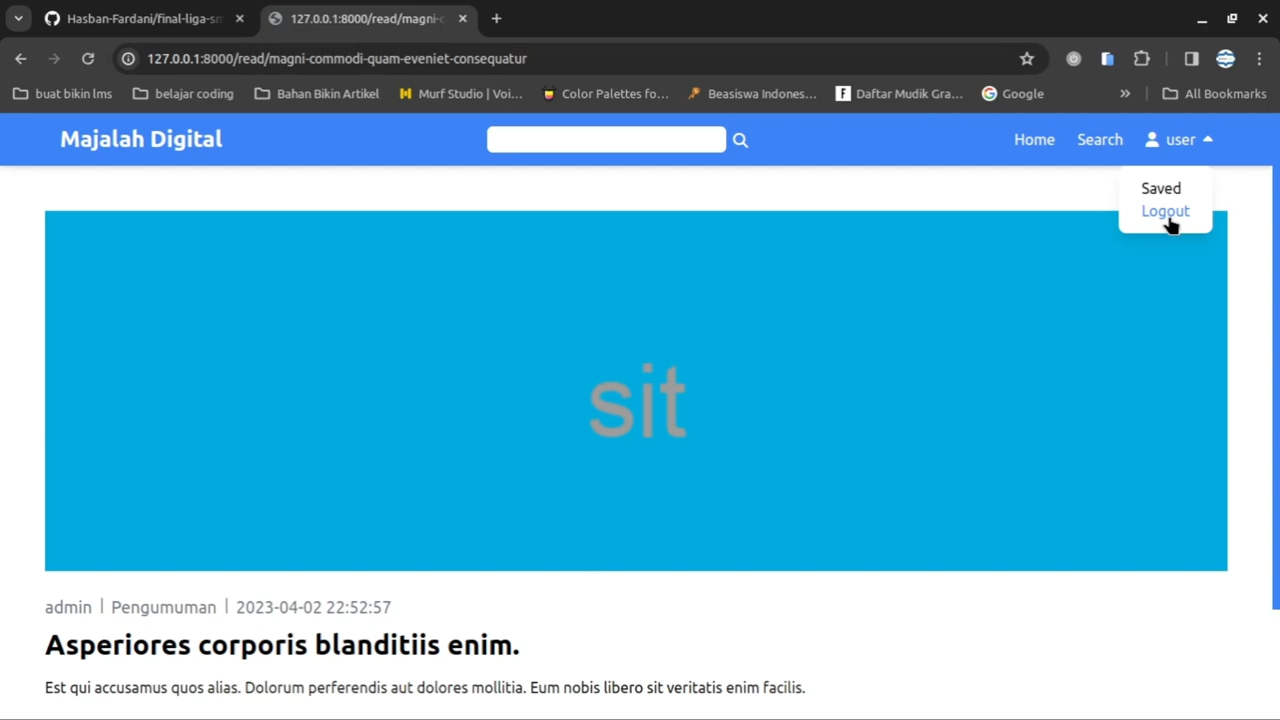 Hasban-Fardani/final-liga-sm
127.0.0.1:8000/read/magni-c
127.0.0.1:8000/read/magni-commodi-quam-eveniet-consequatur
buat bikin lms belajar coding Bahan Bikin Artikel Murf Studio | Voi... Color Palettes fo... Beasiswa Indones... Daftar Mudik Gra... Google » All Bookmarks
Majalah Digital Home Search user
Saved
Logout
sit
admin | Pengumuman | 2023-04-02 22:52:57
Asperiores corporis blanditiis enim.
Est qui accusamus quos alias. Dolorum perferendis aut dolores mollitia. Eum nobis libero sit veritatis enim facilis.